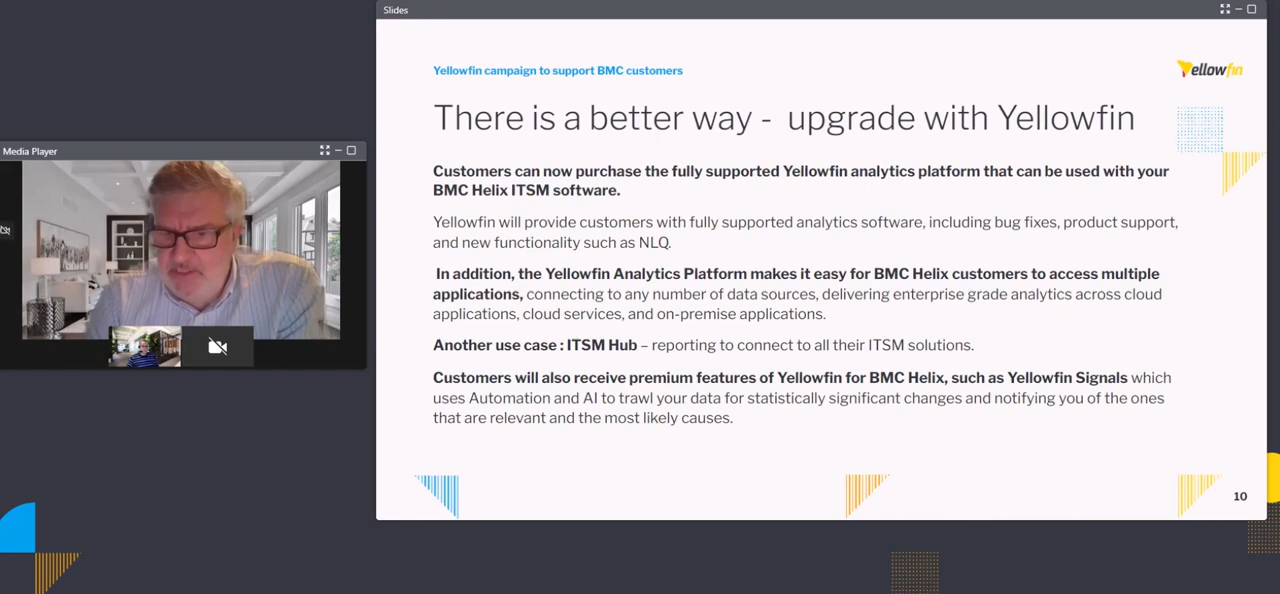 Slides
Yellowfin campaign to support BMC customers
Yellowfin
There is a better way - upgrade with Yellowfin
Media Player
Customers can now purchase the fully supported Yellowfin analytics platform that can be used with your
BMC Helix ITSM software.
Yellowfin will provide customers with fully supported analytics software, including bug fixes, product support,
and new functionality such as NLQ.
In addition, the Yellowfin Analytics Platform makes it easy for BMC Helix customers to access multiple
applications, connecting to any number of data sources, delivering enterprise grade analytics across cloud
applications, cloud services, and on-premise applications.
Another use case : ITSM Hub – reporting to connect to all their ITSM solutions.
Customers will also receive premium features of Yellowfin for BMC Helix, such as Yellowfin Signals which
uses Automation and AI to trawl your data for statistically significant changes and notifying you of the ones
that are relevant and the most likely causes.
10